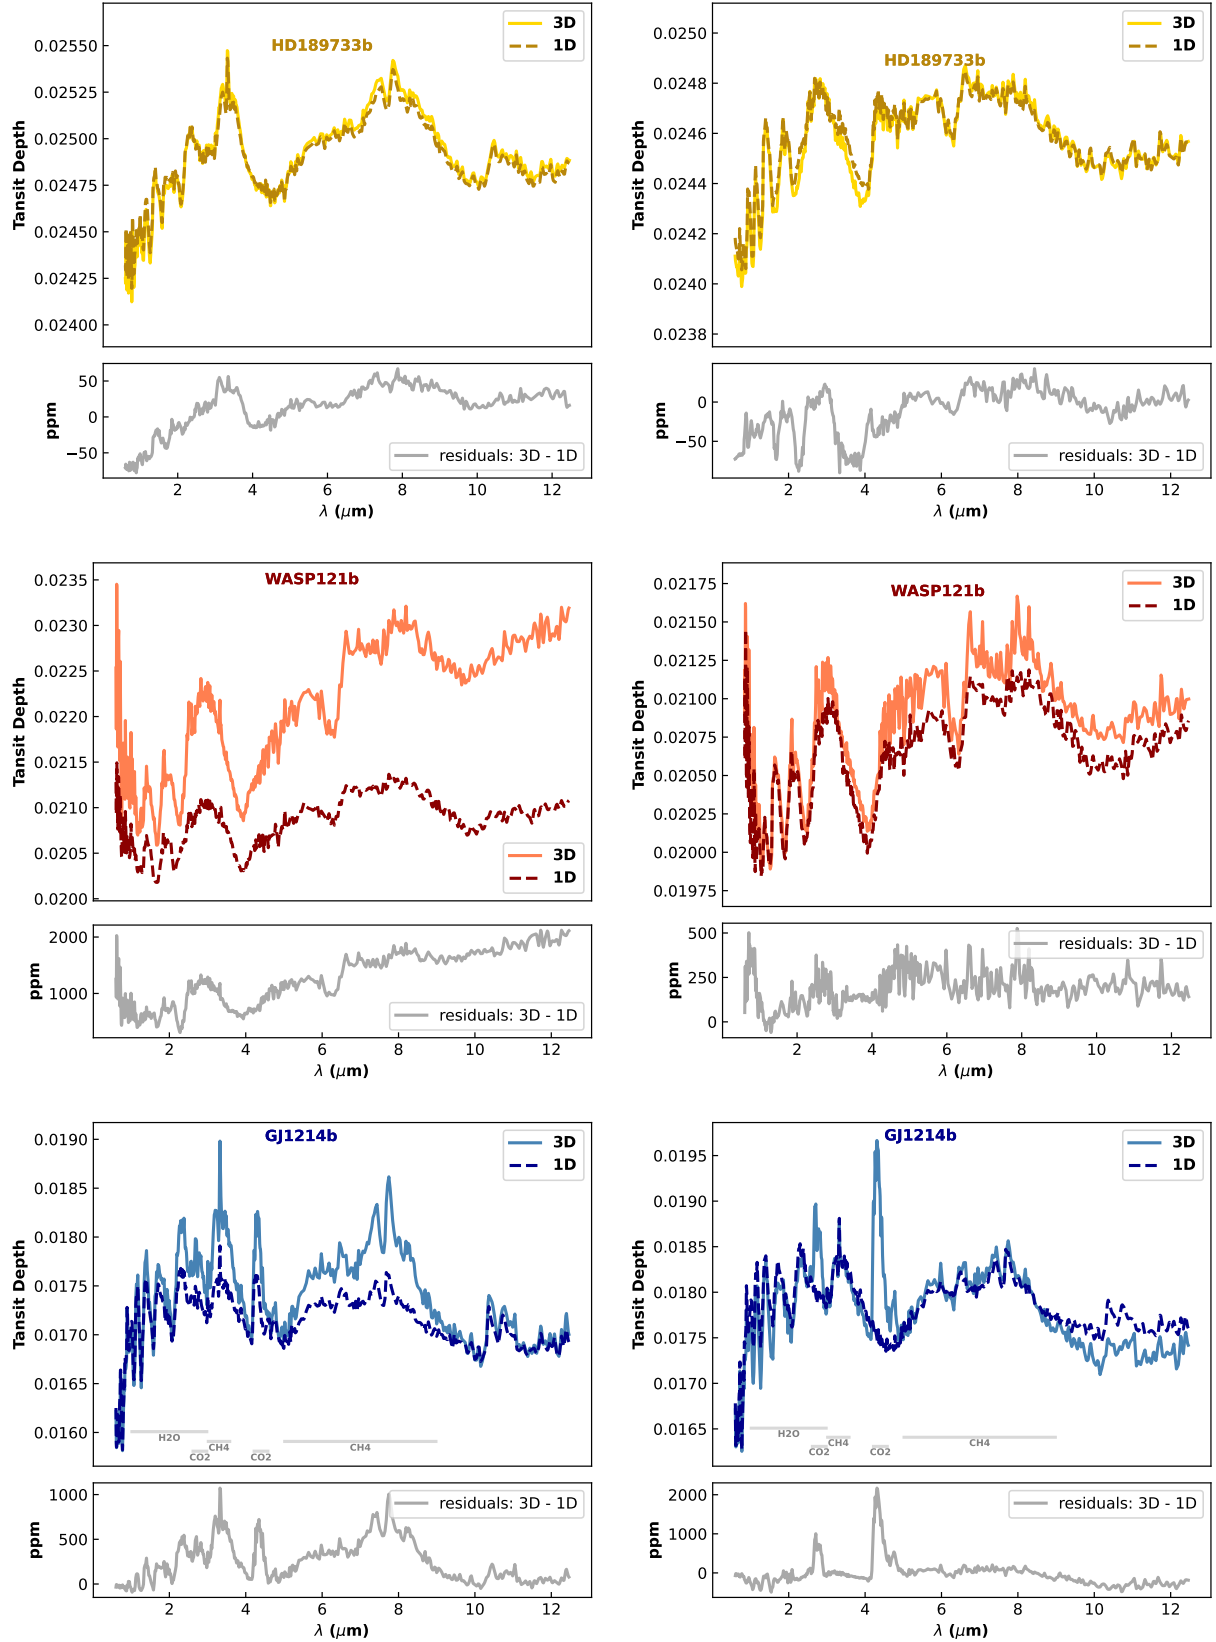 HD189733b
3D
1D
Tansit Depth
0.02550
0.02525
0.02500
0.02475
0.02450
0.02425
0.02400
ppm
50
0
−50
residuals: 3D - 1D
2 4 6 8 10 12
λ (μm)
HD189733b
3D
1D
Tansit Depth
0.0250
0.0248
0.0246
0.0244
0.0242
0.0240
0.0238
ppm
0
−50
residuals: 3D - 1D
2 4 6 8 10 12
λ (μm)
WASP121b
Tansit Depth
0.0235
0.0230
0.0225
0.0220
0.0215
0.0210
0.0205
0.0200
3D
1D
ppm
2000
1000
residuals: 3D - 1D
2 4 6 8 10 12
λ (μm)
WASP121b
3D
1D
Tansit Depth
0.02175
0.02150
0.02125
0.02100
0.02075
0.02050
0.02025
0.02000
0.01975
ppm
500
250
0
residuals: 3D - 1D
2 4 6 8 10 12
λ (μm)
GJ1214b
3D
1D
Tansit Depth
0.0190
0.0185
0.0180
0.0175
0.0170
0.0165
0.0160
H2O
CH4
CH4
CO2
CO2
ppm
1000
500
0
residuals: 3D - 1D
2 4 6 8 10 12
λ (μm)
GJ1214b
3D
1D
Tansit Depth
0.0195
0.0190
0.0185
0.0180
0.0175
0.0170
0.0165
H2O
CH4
CH4
CO2
CO2
ppm
2000
1000
0
residuals: 3D - 1D
2 4 6 8 10 12
λ (μm)